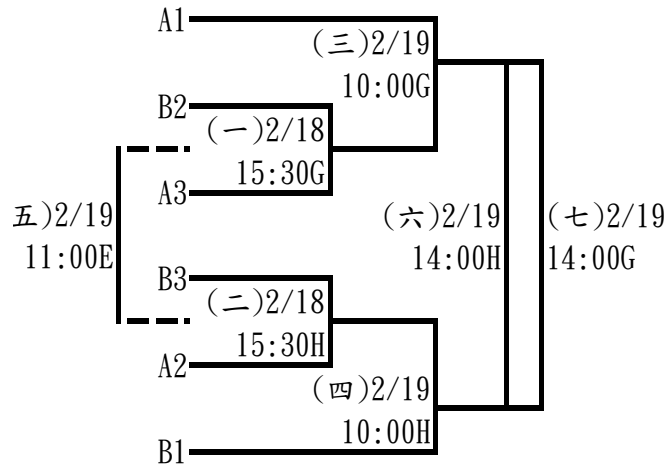 A1
(三)2/19
10:00G
B2
(一)2/18
15:30G
A3
五)2/19
11:00E
(六)2/19
14:00H
(七)2/19
14:00G
B3
(二)2/18
15:30H
A2
(四)2/19
10:00H
B1